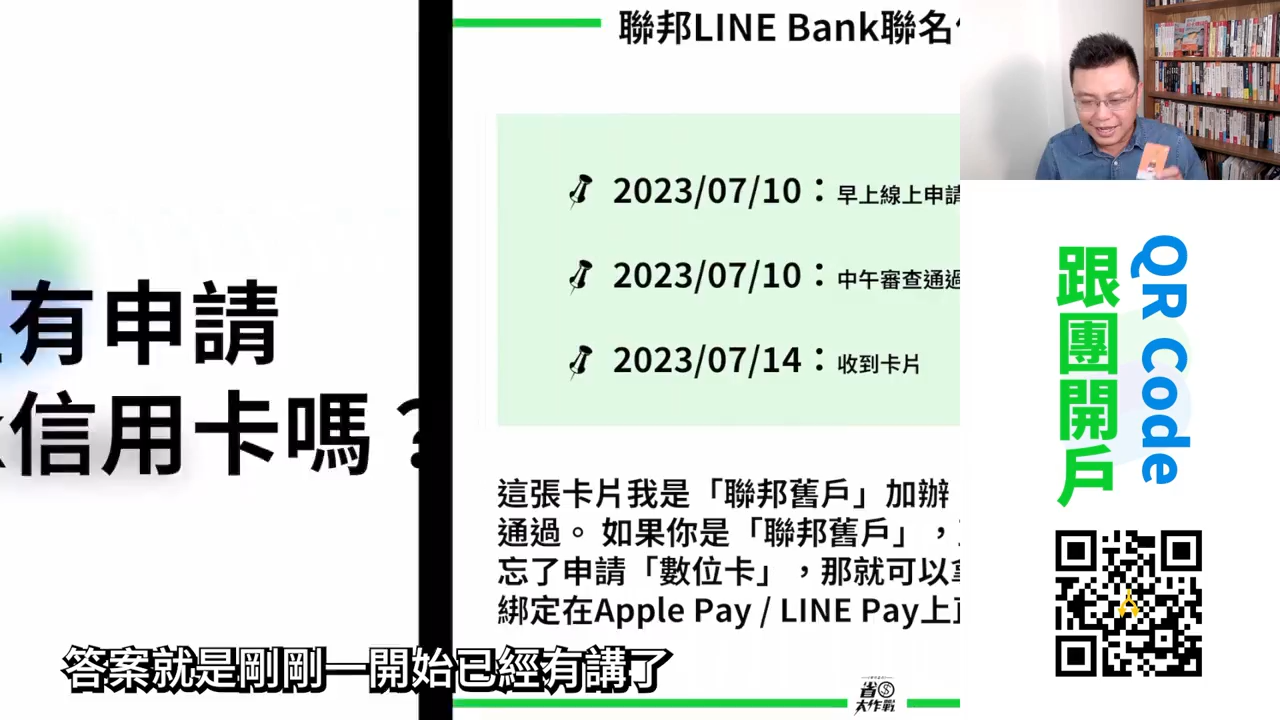 有申請
信用卡嗎？
聯邦LINE Bank聯名
2023/07/10：早上線上申請
2023/07/10：中午審查通過
2023/07/14：收到卡片
這張卡片我是「聯邦舊戶」加辦
通過。 如果你是「聯邦舊戶」，
忘了申請「數位卡」，那就可以
綁定在Apple Pay / LINE Pay上
省
大作戰
QR Code
跟團開戶
答案就是剛剛一開始已經有講了